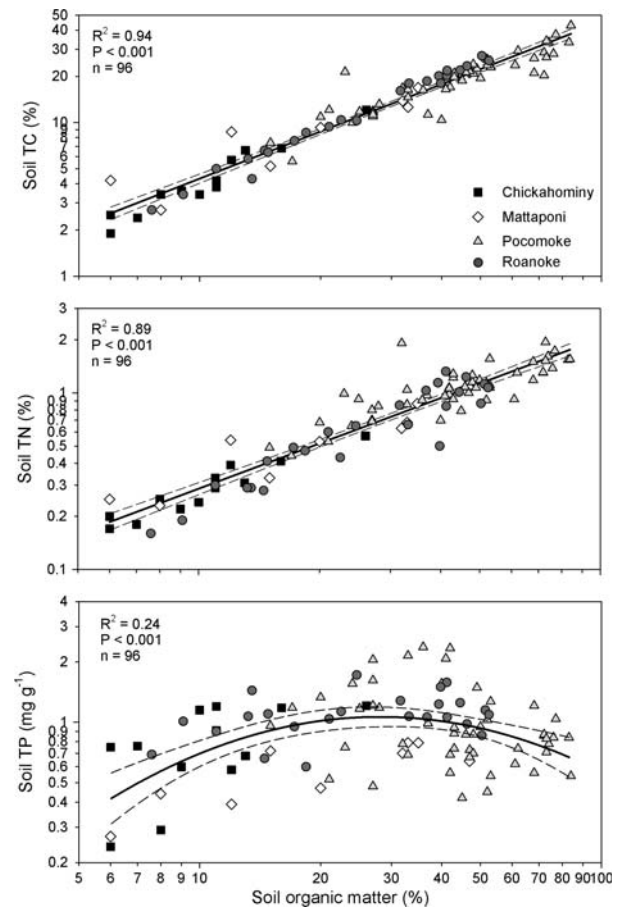 R² = 0.94
P < 0.001
n = 96
50
40
30
20
10
8
7
6
5
4
3
2
1
Soil TC (%)
Chickahominy
Mattaponi
Pocomoke
Roanoke
R² = 0.89
P < 0.001
n = 96
3
2
1
0.9
0.8
0.7
0.6
0.5
0.4
0.3
0.2
0.1
Soil TN (%)
R² = 0.24
P < 0.001
n = 96
4
3
2
1
0.9
0.8
0.7
0.6
0.5
0.4
0.3
0.2
Soil TP (mg g⁻¹)
5 6 7 8 9 10 20 30 40 50 60 70 80 90 100
Soil organic matter (%)